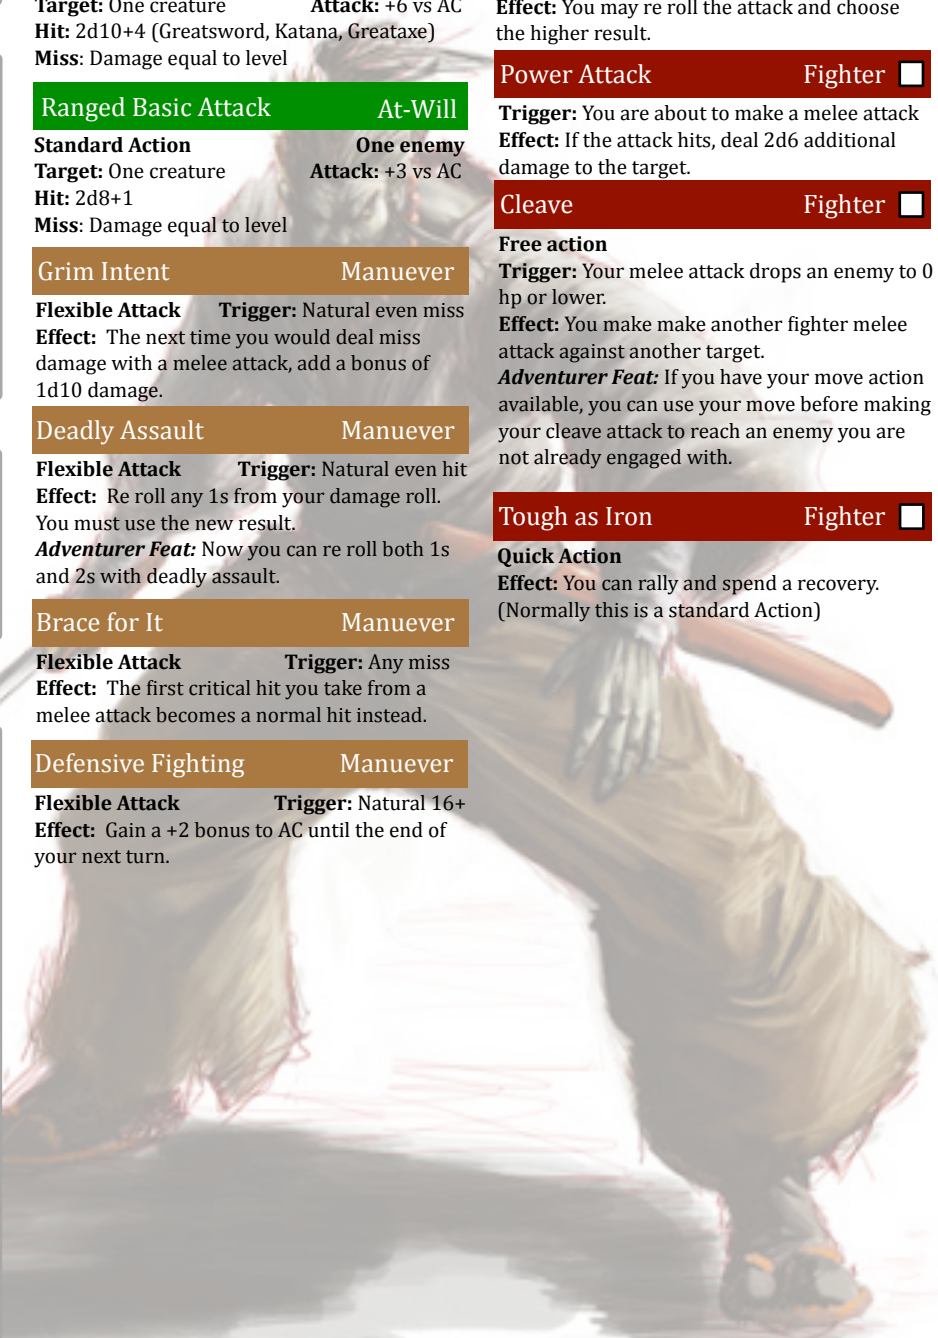 Target: One creature Attack: +6 vs AC
Hit: 2d10+4 (Greatsword, Katana, Greataxe)
Miss: Damage equal to level
Ranged Basic Attack At-Will
Standard Action One enemy
Target: One creature Attack: +3 vs AC
Hit: 2d8+1
Miss: Damage equal to level
Grim Intent Manuever
Flexible Attack Trigger: Natural even miss
Effect: The next time you would deal miss
damage with a melee attack, add a bonus of
1d10 damage.
Deadly Assault Manuever
Flexible Attack Trigger: Natural even hit
Effect: Re roll any 1s from your damage roll.
You must use the new result.
Adventurer Feat: Now you can re roll both 1s
and 2s with deadly assault.
Brace for It Manuever
Flexible Attack Trigger: Any miss
Effect: The first critical hit you take from a
melee attack becomes a normal hit instead.
Defensive Fighting Manuever
Flexible Attack Trigger: Natural 16+
Effect: Gain a +2 bonus to AC until the end of
your next turn.
Effect: You may re roll the attack and choose
the higher result.
Power Attack Fighter
Trigger: You are about to make a melee attack
Effect: If the attack hits, deal 2d6 additional
damage to the target.
Cleave Fighter
Free action
Trigger: Your melee attack drops an enemy to 0
hp or lower.
Effect: You make make another fighter melee
attack against another target.
Adventurer Feat: If you have your move action
available, you can use your move before making
your cleave attack to reach an enemy you are
not already engaged with.
Tough as Iron Fighter
Quick Action
Effect: You can rally and spend a recovery.
(Normally this is a standard Action)